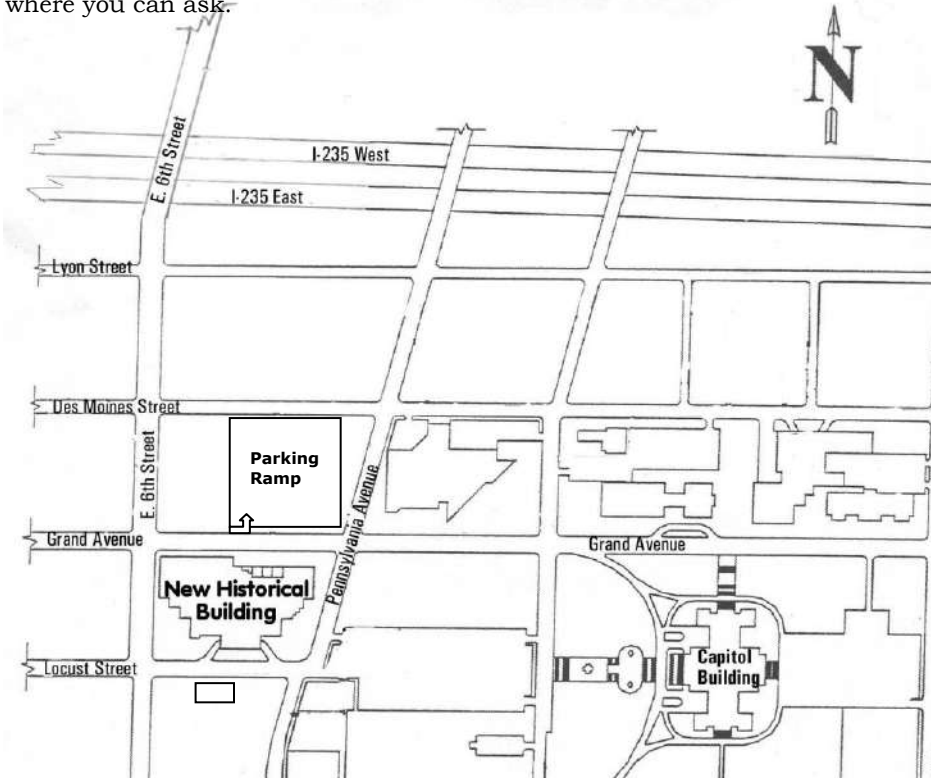 where you can ask.
N
E. 6th Street
I-235 West
I-235 East
Lyon Street
Des Moines Street
E. 6th Street
Parking
Ramp
Pennsylvania Avenue
Grand Avenue
Grand Avenue
New Historical
Building
Locust Street
Capitol
Building